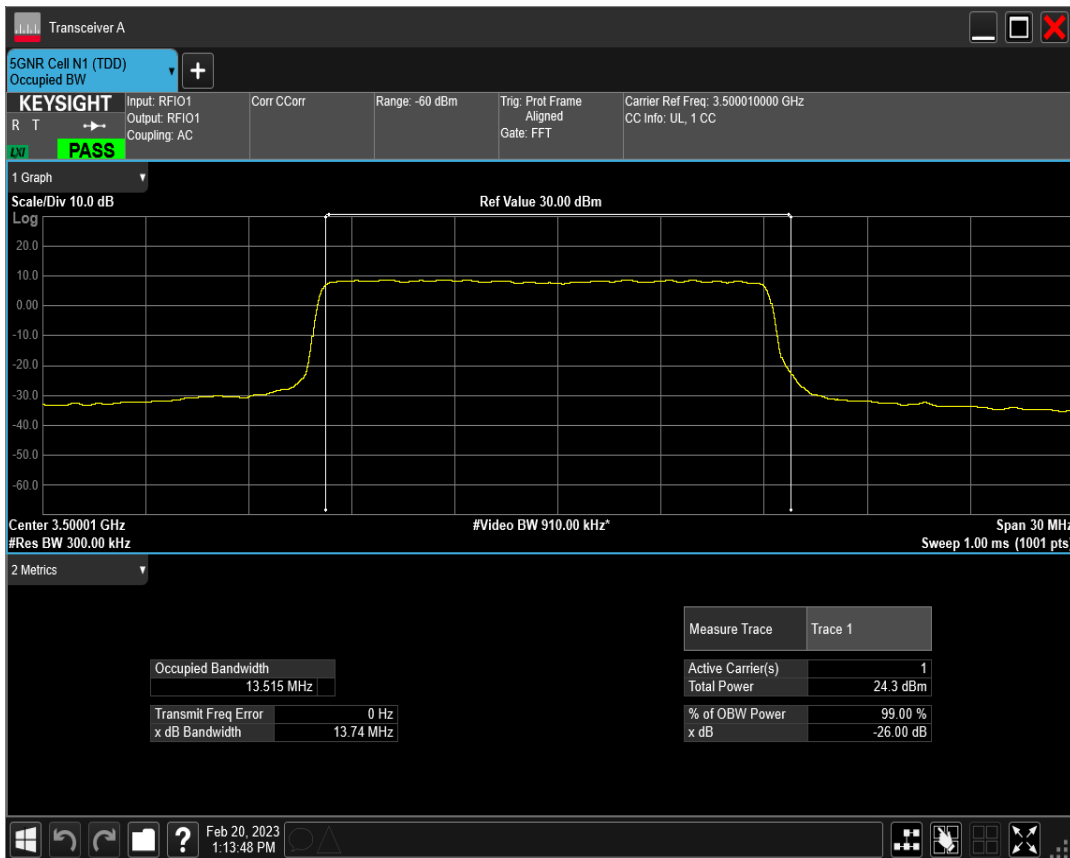 Transceiver A
5GNR Cell N1 (TDD)
Occupied BW
+
KEYSIGHT
R T
LXI
PASS
Input: RFIO1
Output: RFIO1
Coupling: AC
Corr CCorr
Range: -60 dBm
Trig: Prot Frame
Aligned
Gate: FFT
Carrier Ref Freq: 3.500010000 GHz
CC Info: UL, 1 CC
1 Graph
Scale/Div 10.0 dB
Ref Value 30.00 dBm
Log
20.0
10.0
0.00
-10.0
-20.0
-30.0
-40.0
-50.0
-60.0
Center 3.50001 GHz
#Video BW 910.00 kHz*
Span 30 MHz
#Res BW 300.00 kHz
Sweep 1.00 ms (1001 pts)
2 Metrics
Measure Trace Trace 1
Occupied Bandwidth
13.515 MHz
Active Carrier(s) 1
Total Power 24.3 dBm
Transmit Freq Error 0 Hz
x dB Bandwidth 13.74 MHz
% of OBW Power 99.00 %
x dB -26.00 dB
?
Feb 20, 2023
1:13:48 PM